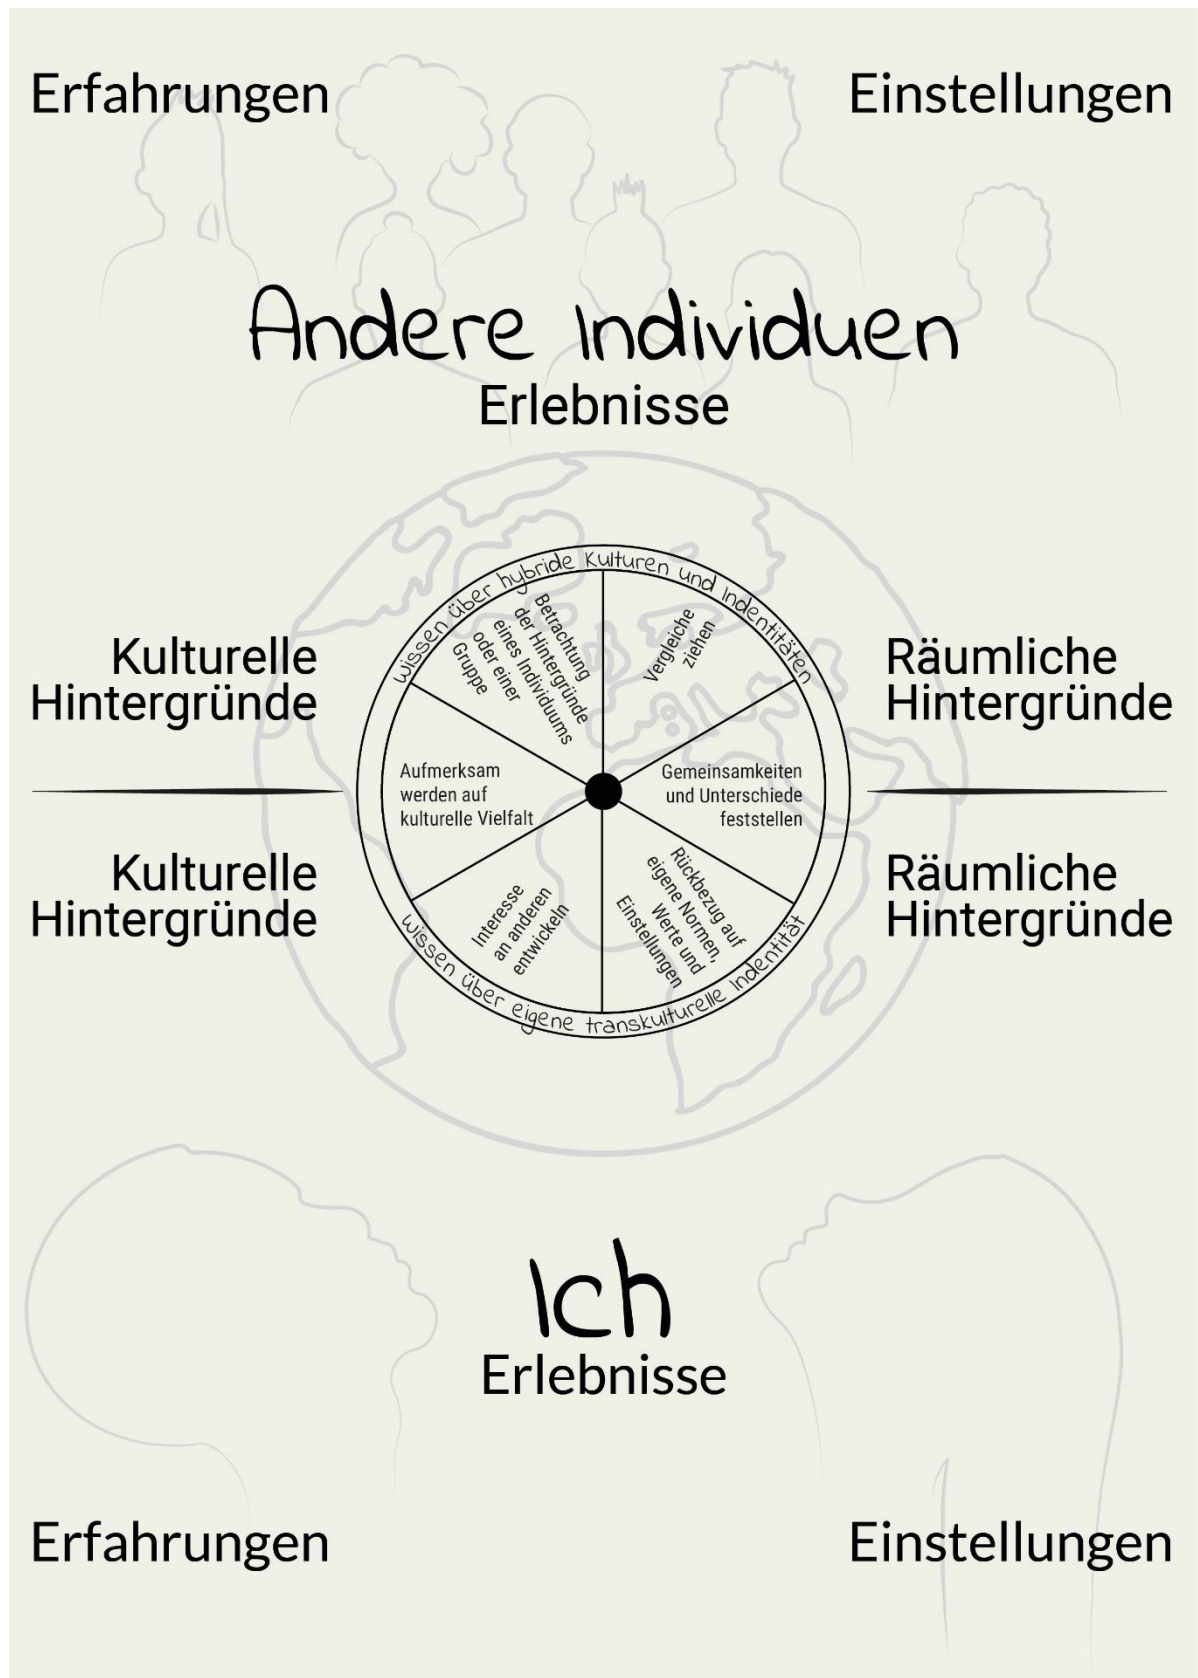 Erfahrungen
Einstellungen
Andere Individuen
Erlebnisse
Kulturelle
Hintergründe
Räumliche
Hintergründe
Wissen über hybride Kulturen und Indentitäten
Betrachtung
der Hintergründe
eines Individuums
oder einer
Gruppe
Vergleiche
ziehen
Aufmerksam
werden auf
kulturelle Vielfalt
Gemeinsamkeiten
und Unterschiede
feststellen
Interesse
an anderen
entwickeln
Rückbezug auf
eigene Normen,
Werte und
Einstellungen
Wissen über eigene transkulturelle Indentität
Kulturelle
Hintergründe
Räumliche
Hintergründe
Ich
Erlebnisse
Erfahrungen
Einstellungen